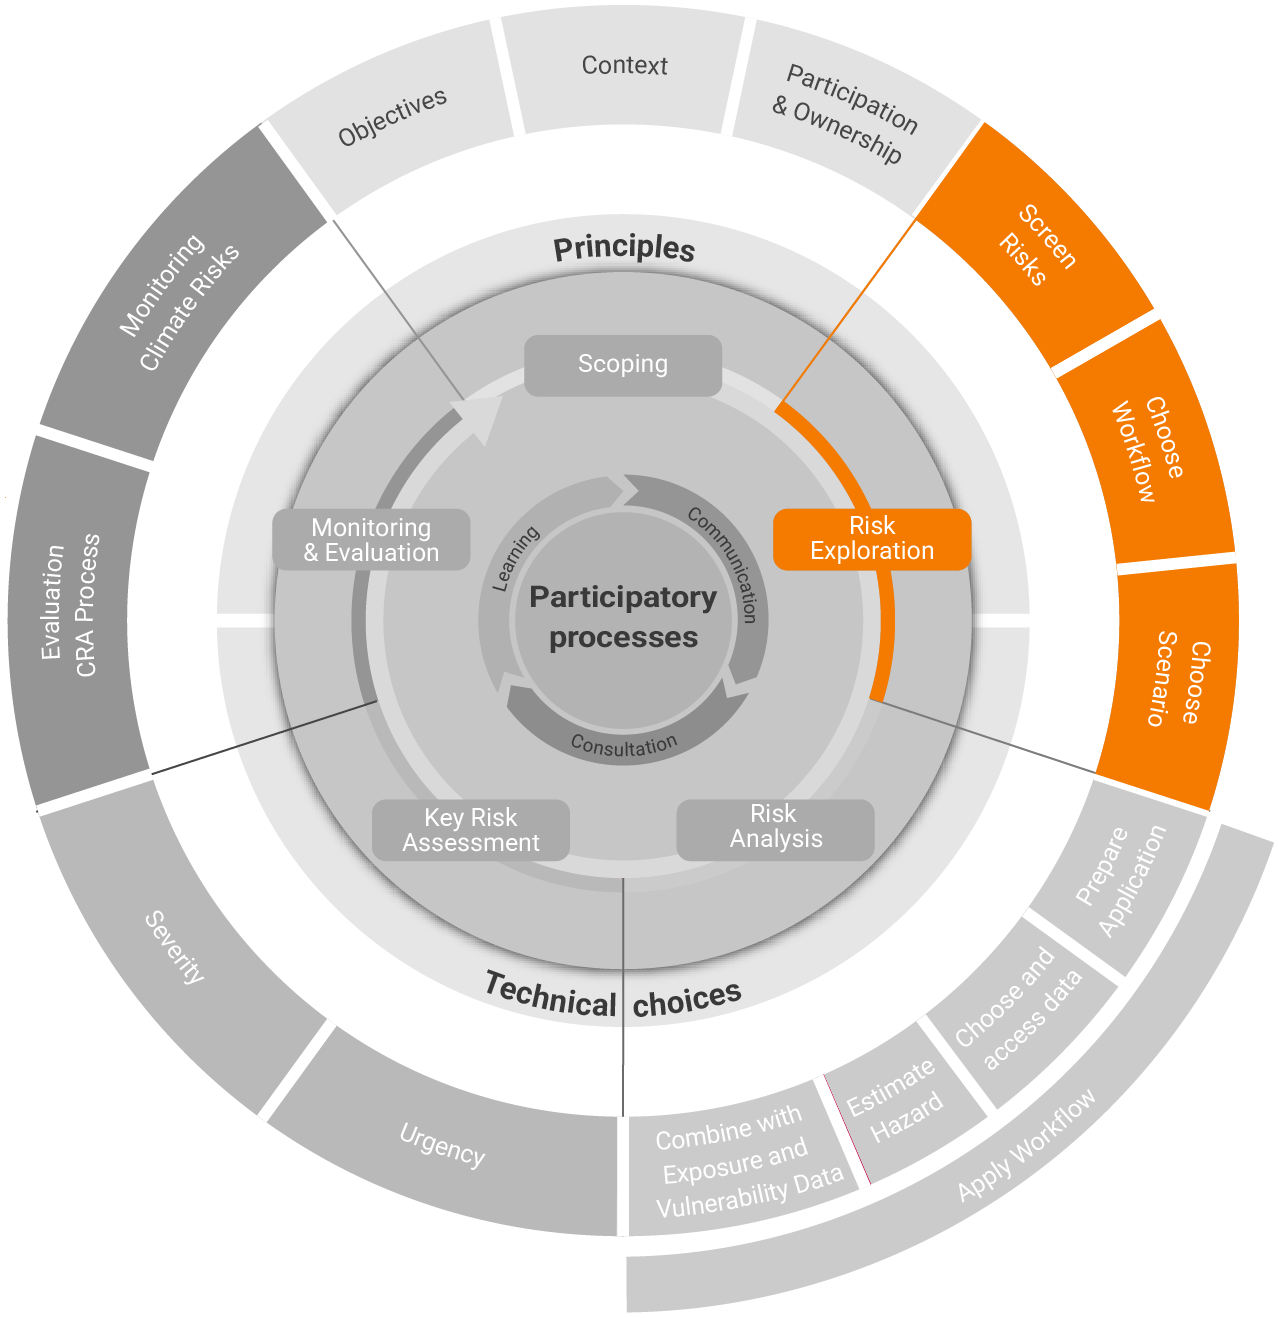 Objectives
Context
Participation
& Ownership
Screen
Risks
Choose
Workflow
Choose
Scenario
Prepare
Application
Choose and
access data
Estimate
Hazard
Combine with
Exposure and
Vulnerability Data
Apply Workflow
Urgency
Severity
Evaluation
CRA Process
Monitoring
Climate Risks
Principles
Scoping
Risk
Exploration
Risk
Analysis
Key Risk
Assessment
Monitoring
& Evaluation
Learning
Communication
Consultation
Participatory
processes
Technical choices